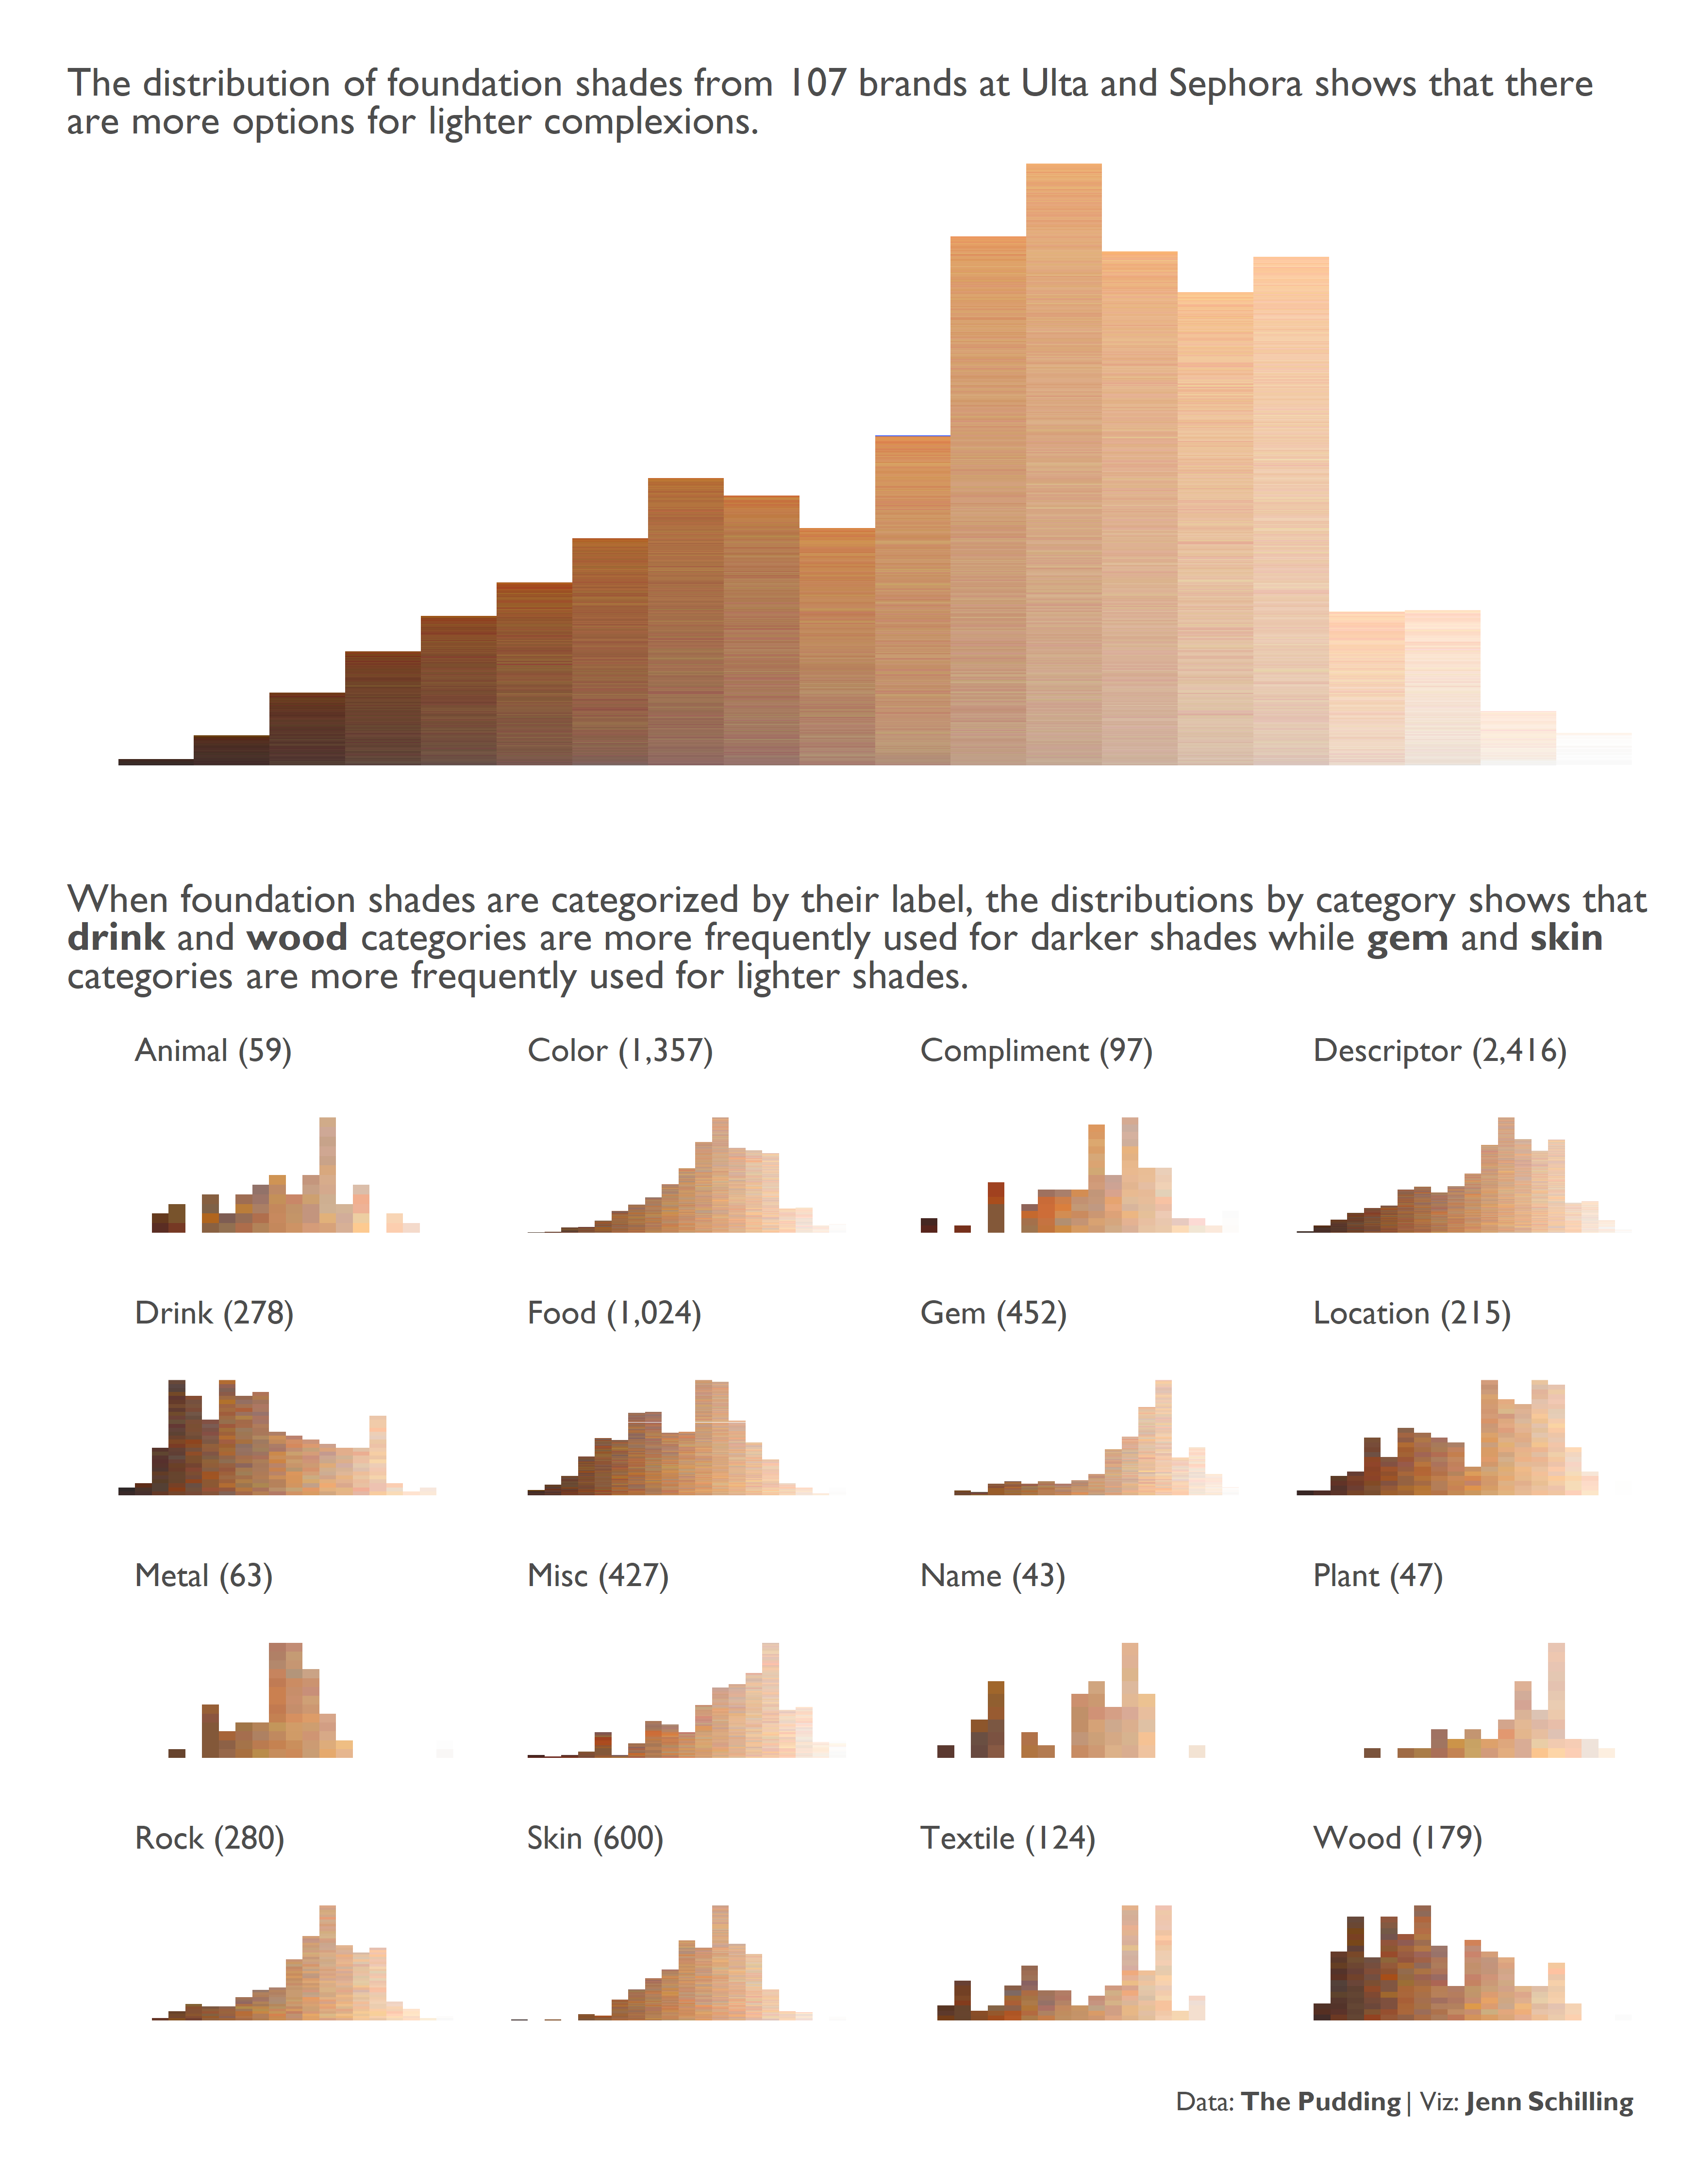 The distribution of foundation shades from 107 brands at Ulta and Sephora shows that there
are more options for lighter complexions.
When foundation shades are categorized by their label, the distributions by category shows that
drink and wood categories are more frequently used for darker shades while gem and skin
categories are more frequently used for lighter shades.
Animal (59)
Color (1,357)
Compliment (97)
Descriptor (2,416)
Drink (278)
Food (1,024)
Gem (452)
Location (215)
Metal (63)
Misc (427)
Name (43)
Plant (47)
Rock (280)
Skin (600)
Textile (124)
Wood (179)
Data: The Pudding | Viz: Jenn Schilling